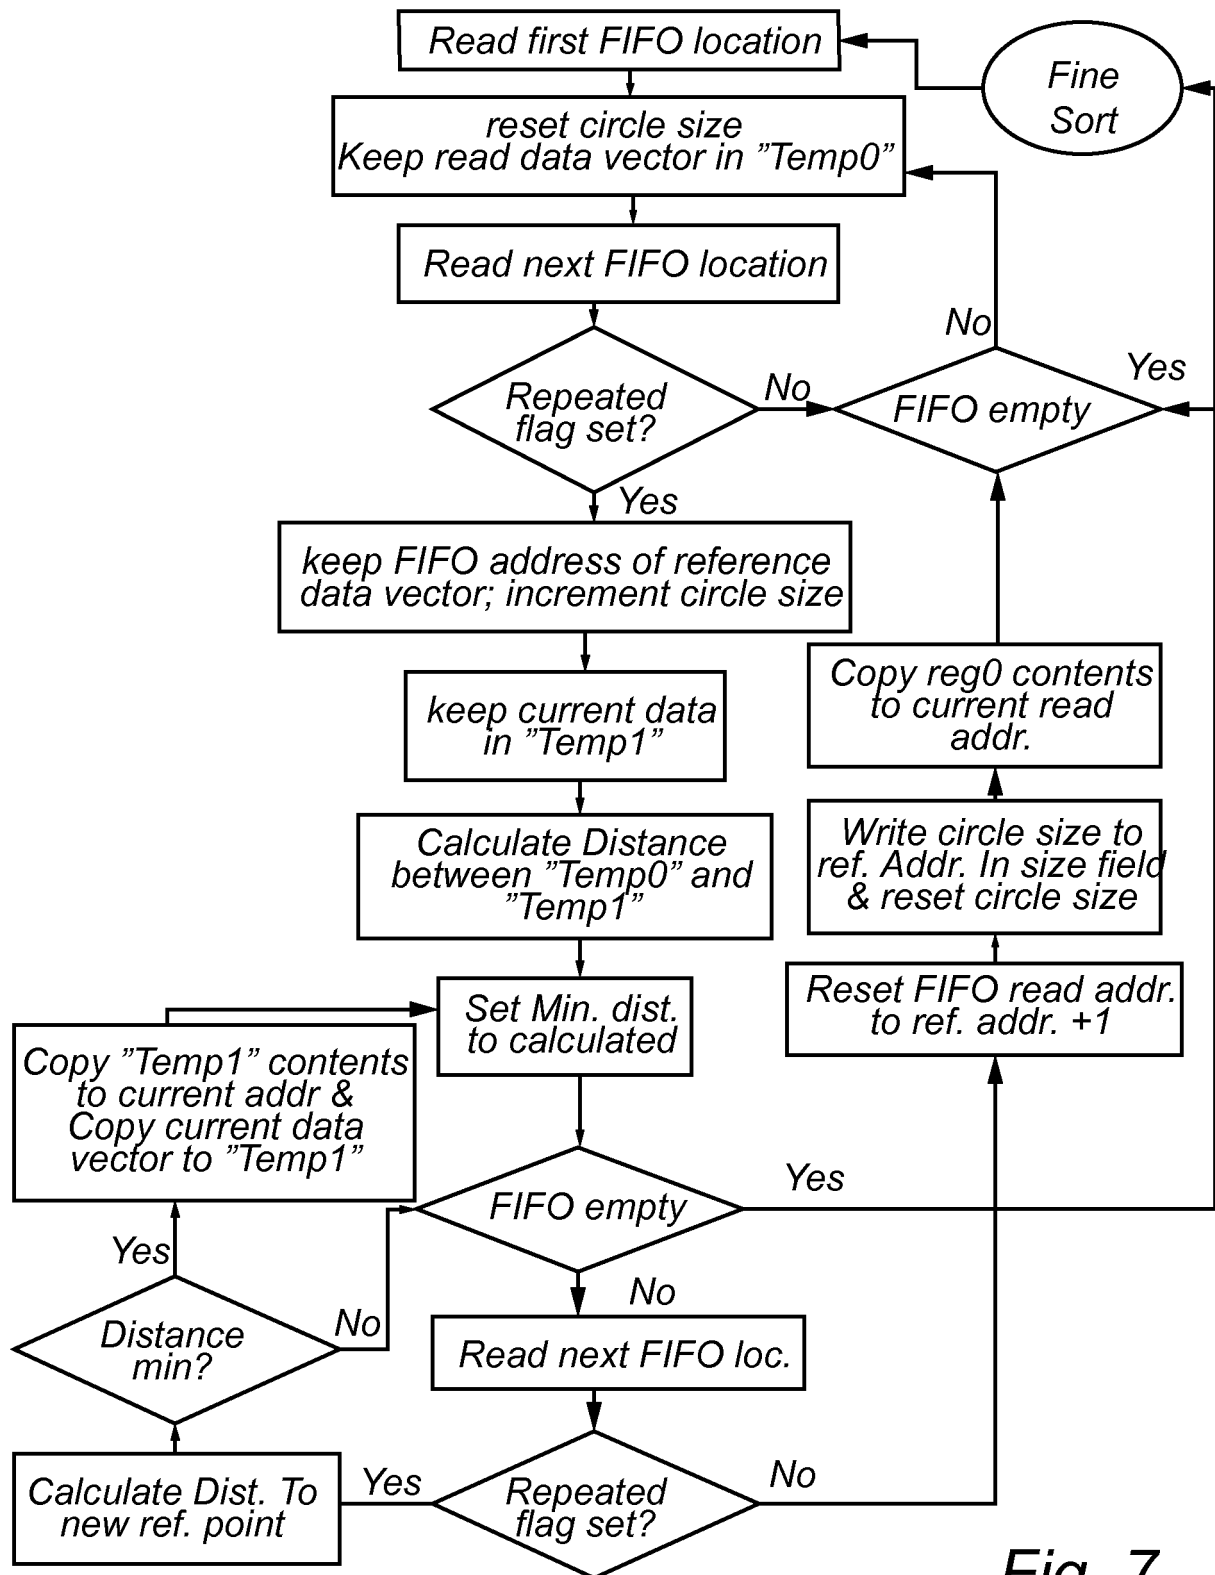 Read first FIFO location
Fine
Sort
reset circle size
Keep read data vector in ”Temp0”
Read next FIFO location
No
Yes
Repeated
flag set?
No
FIFO empty
Yes
keep FIFO address of reference
data vector; increment circle size
Copy reg0 contents
to current read
addr.
keep current data
in ”Temp1”
Write circle size to
ref. Addr. In size field
& reset circle size
Calculate Distance
between ”Temp0” and
”Temp1”
Reset FIFO read addr.
to ref. addr. +1
Set Min. dist.
to calculated
Copy ”Temp1” contents
to current addr &
Copy current data
vector to ”Temp1”
Yes
FIFO empty
Yes
No
No
Distance
min?
Read next FIFO loc.
Calculate Dist. To
new ref. point
Yes
Repeated
flag set?
No
Fig. 7